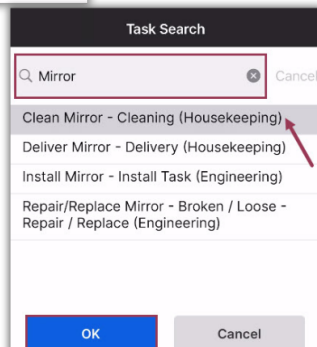 Task Search
Mirror
Cancel
Clean Mirror - Cleaning (Housekeeping)
Deliver Mirror - Delivery (Housekeeping)
Install Mirror - Install Task (Engineering)
Repair/Replace Mirror - Broken / Loose -
Repair / Replace (Engineering)
OK
Cancel